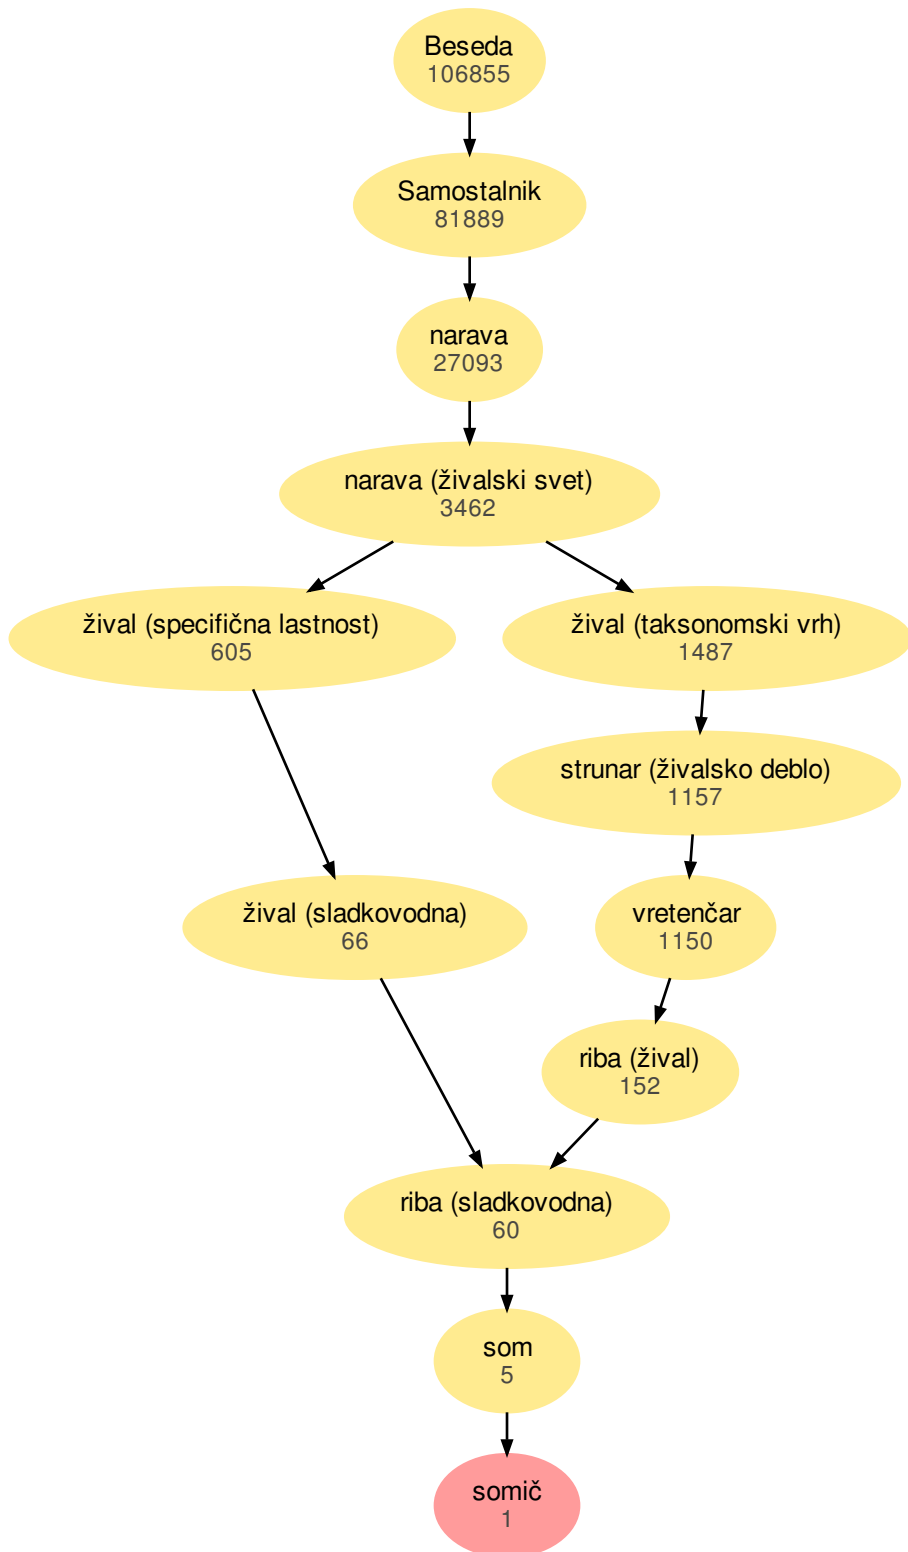 Beseda
106855
Samostalnik
81889
narava
27093
narava (živalski svet)
3462
žival (specifična lastnost)
605
žival (taksonomski vrh)
1487
strunar (živalsko deblo)
1157
žival (sladkovodna)
66
vretenčar
1150
riba (žival)
152
riba (sladkovodna)
60
som
5
somič
1